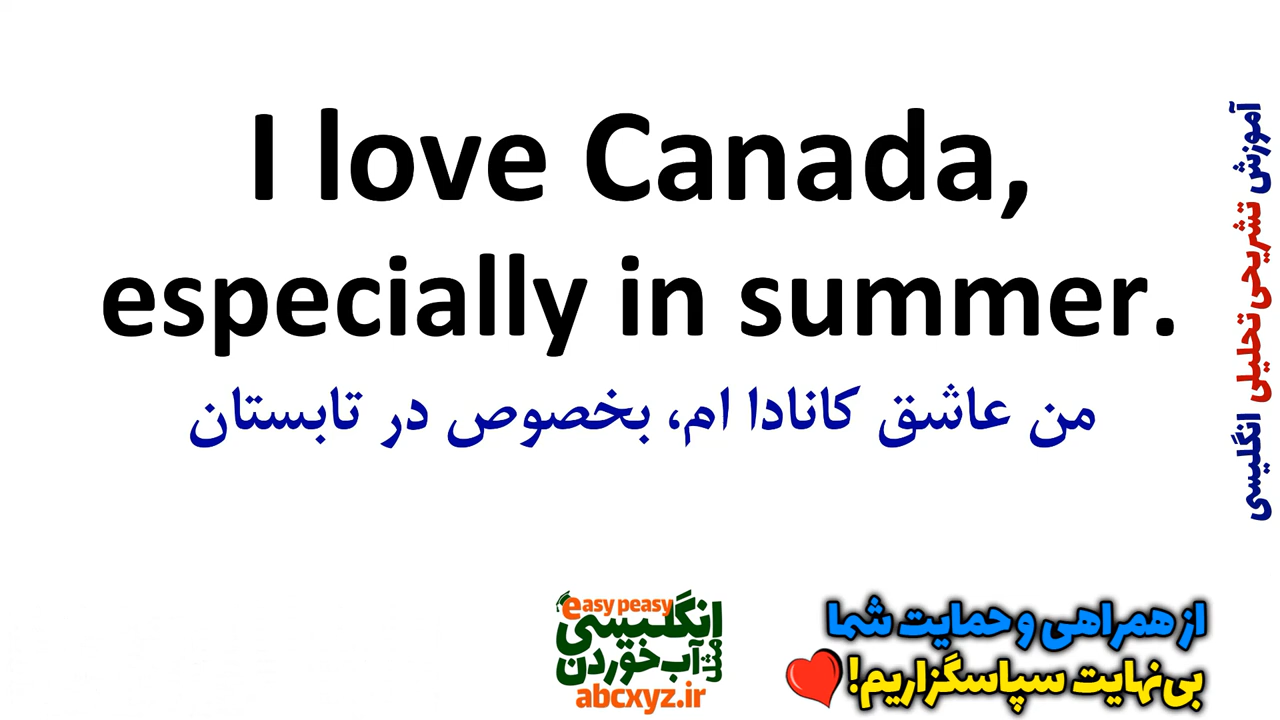 I love Canada,
especially in summer.
من عاشق کانادا ام، بخصوص در تابستان
آموزش تشریحی تحلیلی انگلیسی
easy peasy
انگلیسی
مثل آب خوردن
abcxyz.ir
از همراهی و حمایت شما
بی‌نهایت سپاسگزاریم!